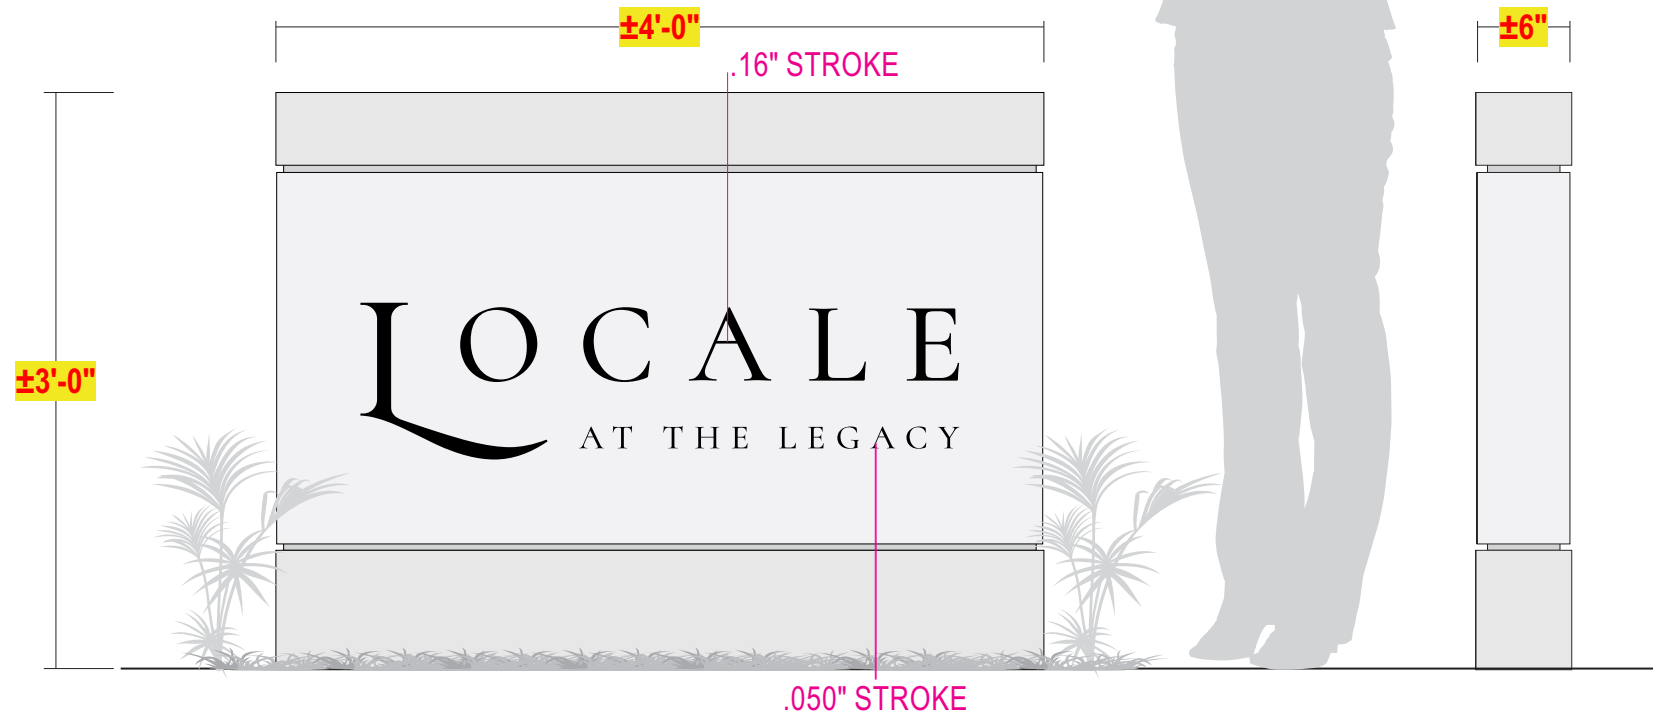 ±4'-0"
±6"
.16" STROKE
LOCALE
±3'-0"
AT THE LEGACY
.050" STROKE